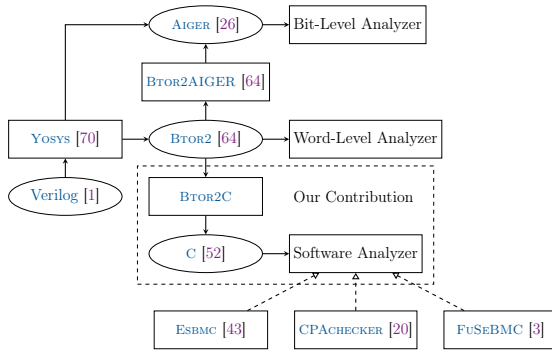 AIGER [26]
Bit-Level Analyzer
BTOR2AIGER [64]
YOSYS [70]
BTOR2 [64]
Word-Level Analyzer
Verilog [1]
BTOR2C
Our Contribution
C [52]
Software Analyzer
ESBMC [43]
CPACHECKER [20]
FUSEBMC [3]